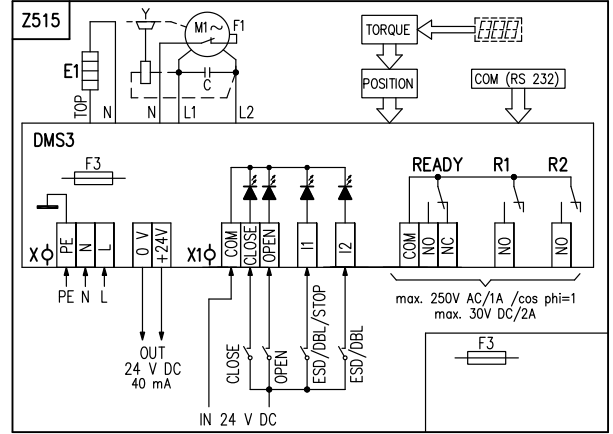 Z515
Y
M1~
F1
E1
TOP
N
N
L1
C
L2
TORQUE
POSITION
COM (RS 232)
DMS3
F3
READY
R1
R2
X
PE
N
L
0 V
+24V
X1
COM
CLOSE
OPEN
I1
I2
COM
NO
NC
NO
NO
PE N L
OUT
24 V DC
40 mA
CLOSE
OPEN
ESD/DBL/STOP
ESD/DBL
IN 24 V DC
max. 250V AC/1A /cos phi=1
max. 30V DC/2A
F3